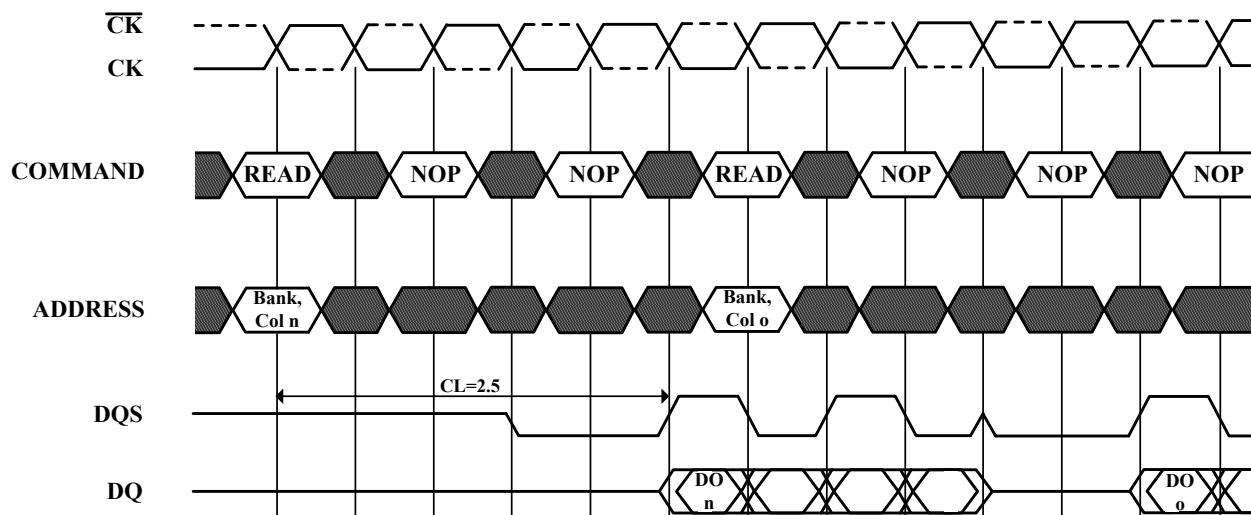 CK
CK
COMMAND
READ NOP NOP READ NOP NOP NOP
ADDRESS
Bank,
Col n
Bank,
Col o
CL=2.5
DQS
DQ
DO
n
DO
o